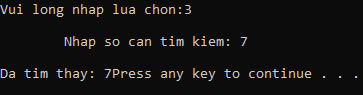 Vui long nhap lua chon:3
Nhap so can tim kiem: 7
Da tim thay: 7Press any key to continue . . .